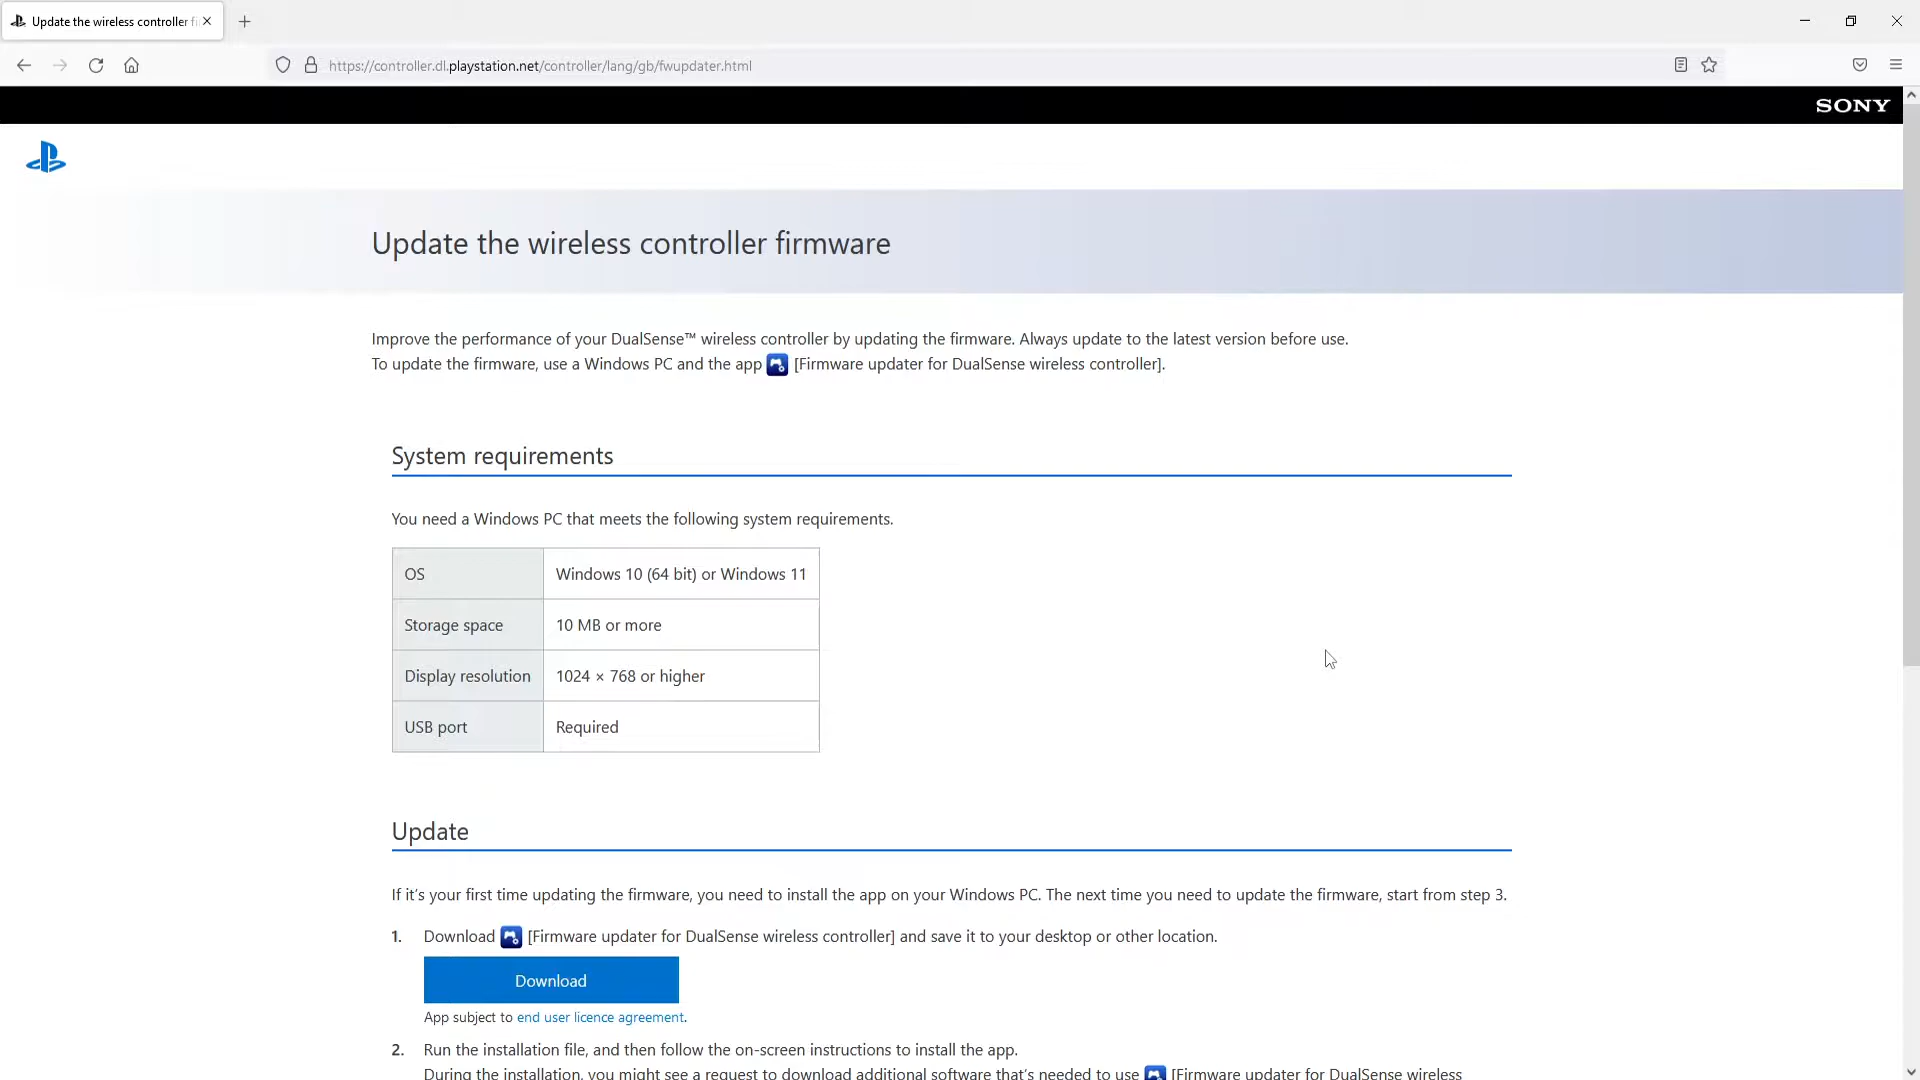 Update the wireless controller fi
https://controller.dl.playstation.net/controller/lang/gb/fwupdater.html
SONY
Update the wireless controller firmware
Improve the performance of your DualSense™ wireless controller by updating the firmware. Always update to the latest version before use.
To update the firmware, use a Windows PC and the app [Firmware updater for DualSense wireless controller].
System requirements
You need a Windows PC that meets the following system requirements.
OS Windows 10 (64 bit) or Windows 11
Storage space 10 MB or more
Display resolution 1024 × 768 or higher
USB port Required
Update
If it’s your first time updating the firmware, you need to install the app on your Windows PC. The next time you need to update the firmware, start from step 3.
1. Download [Firmware updater for DualSense wireless controller] and save it to your desktop or other location.
Download
App subject to end user licence agreement.
2. Run the installation file, and then follow the on-screen instructions to install the app.
During the installation, you might see a request to download additional software that’s needed to use [Firmware updater for DualSense wireless